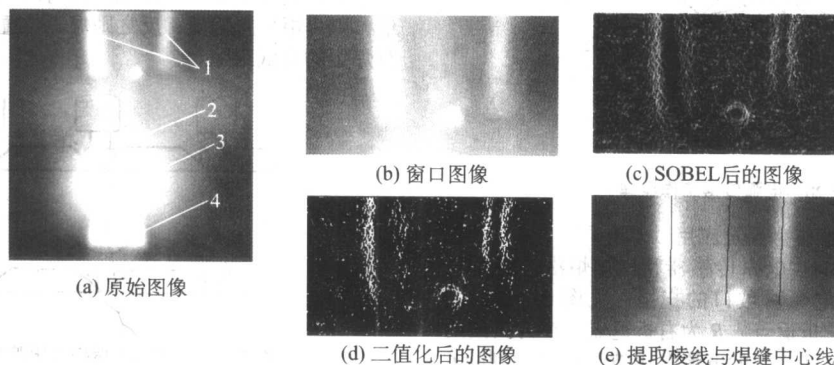 1
2
3
4
(a) 原始图像
(b) 窗口图像
(c) SOBEL后的图像
(d) 二值化后的图像
(e) 提取棱线与焊缝中心线